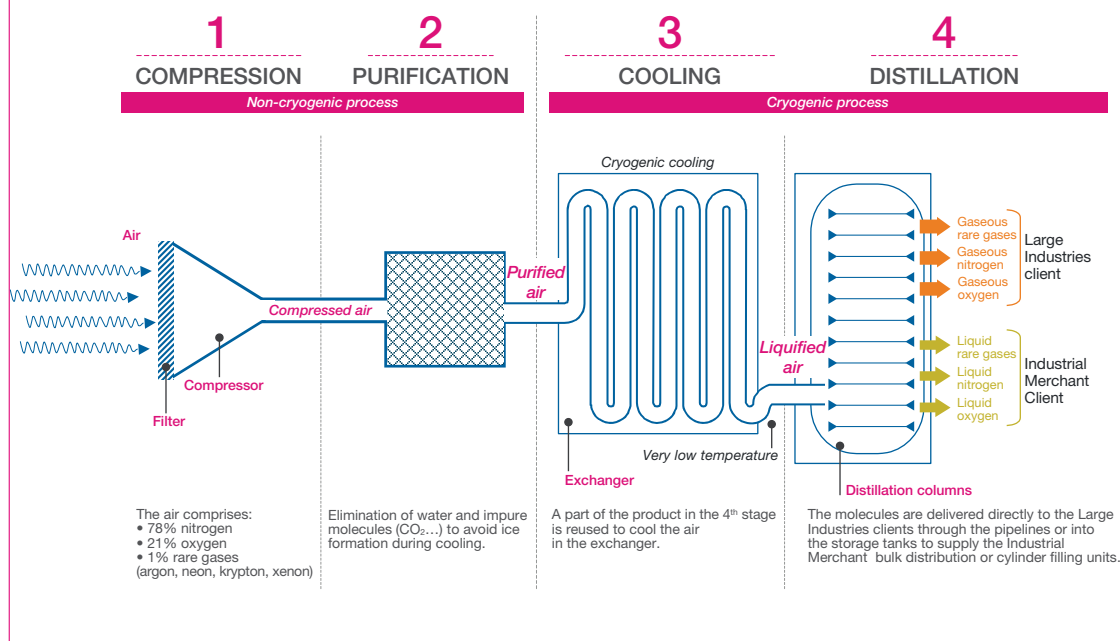 1
COMPRESSION
2
PURIFICATION
Non-cryogenic process
3
COOLING
4
DISTILLATION
Cryogenic process
Air
Filter
Compressor
Compressed air
Purified
air
Cryogenic cooling
Exchanger
Very low temperature
Liquified
air
Distillation columns
Gaseous
rare gases
Gaseous
nitrogen
Gaseous
oxygen
Large
Industries
client
Liquid
rare gases
Liquid
nitrogen
Liquid
oxygen
Industrial
Merchant
Client
The air comprises:
• 78% nitrogen
• 21% oxygen
• 1% rare gases
(argon, neon, krypton, xenon)
Elimination of water and impure
molecules (CO₂...) to avoid ice
formation during cooling.
A part of the product in the 4th stage
is reused to cool the air
in the exchanger.
The molecules are delivered directly to the Large
Industries clients through the pipelines or into
the storage tanks to supply the Industrial
Merchant bulk distribution or cylinder filling units.